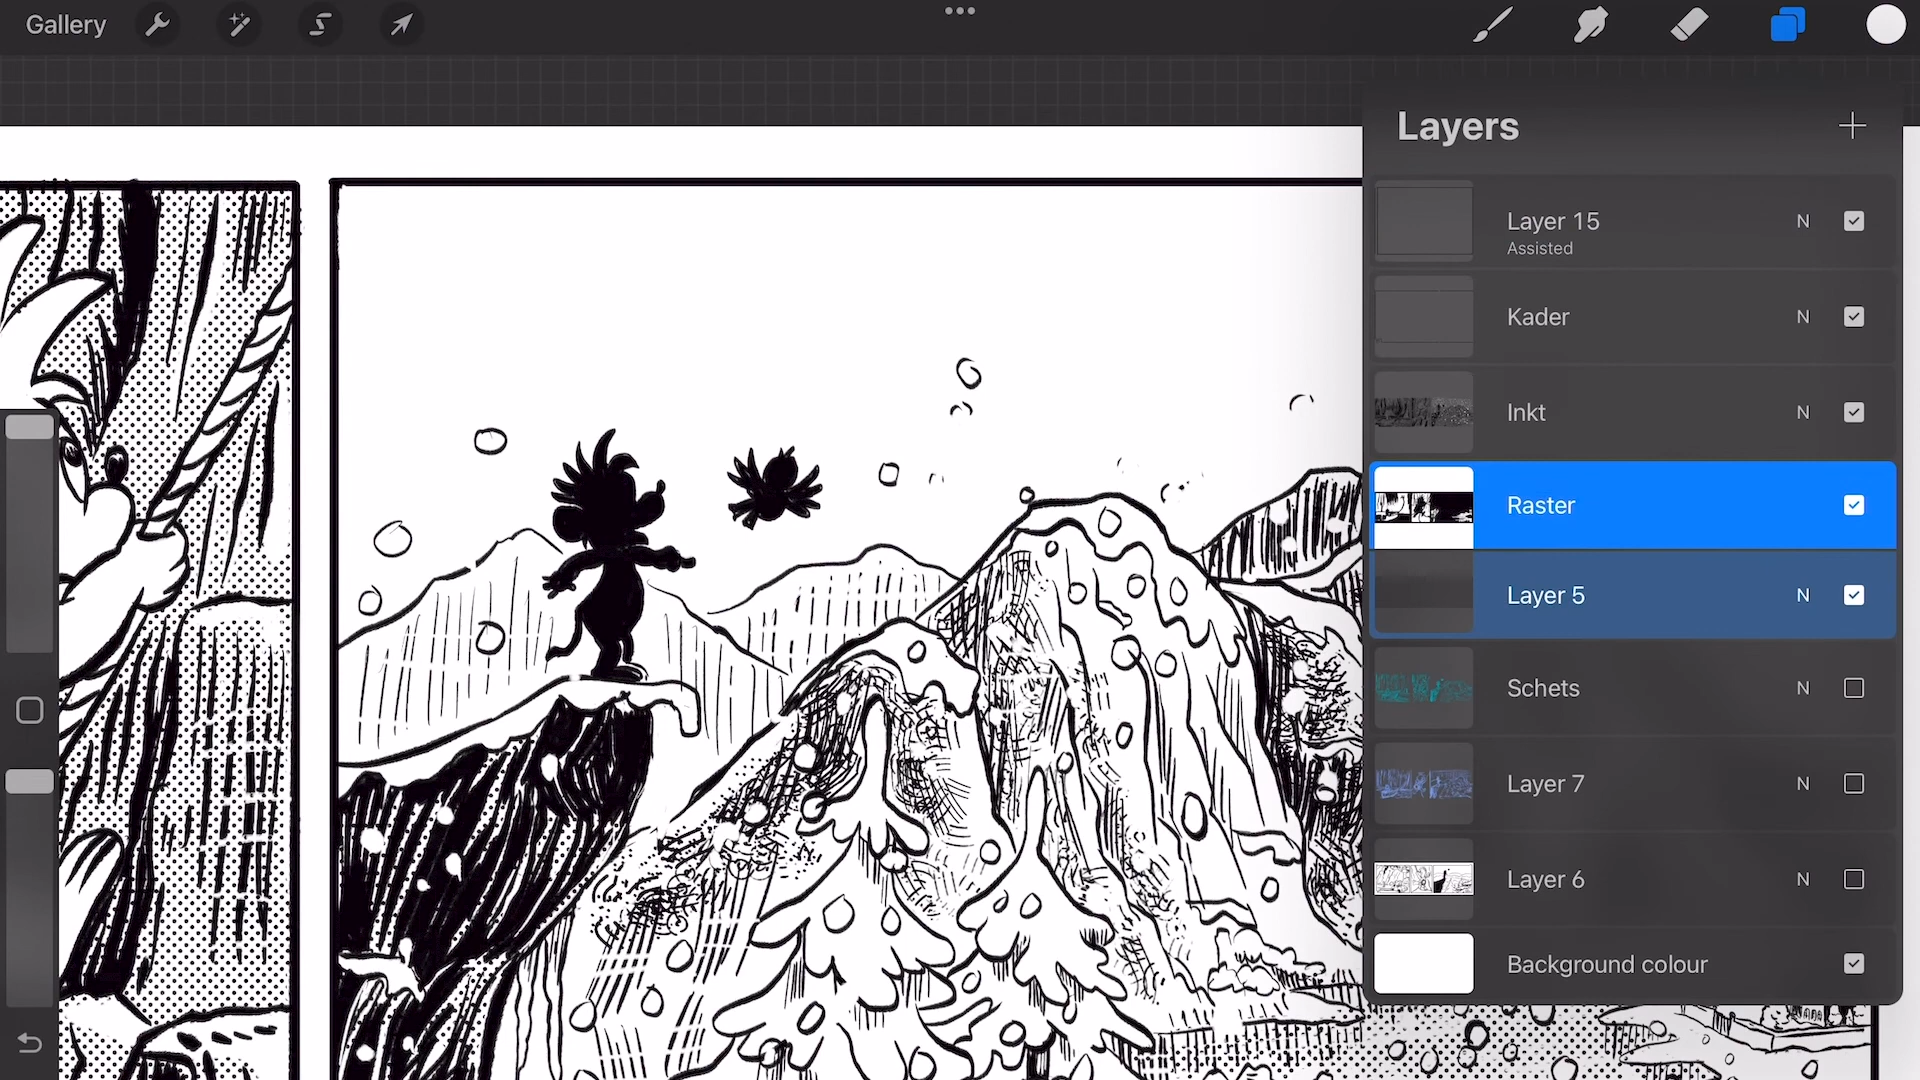 Gallery
Layers
Layer 15
N
Assisted
Kader
N
Inkt
N
Raster
Layer 5
N
Schets
N
Layer 7
N
Layer 6
N
Background colour